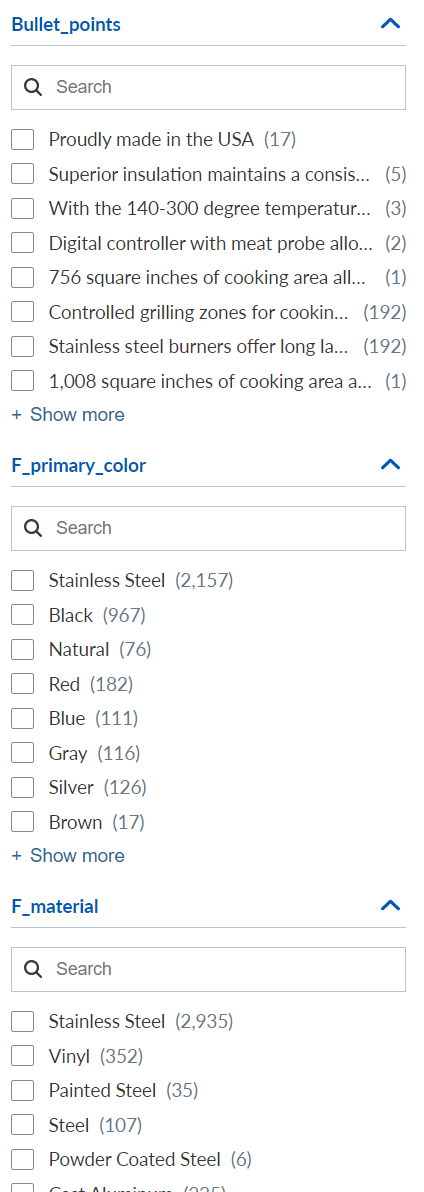 Bullet_points
Search
Proudly made in the USA (17)
Superior insulation maintains a consis... (5)
With the 140-300 degree temperatur... (3)
Digital controller with meat probe allo... (2)
756 square inches of cooking area all... (1)
Controlled grilling zones for cookin... (192)
Stainless steel burners offer long la... (192)
1,008 square inches of cooking area a... (1)
+ Show more
F_primary_color
Search
Stainless Steel (2,157)
Black (967)
Natural (76)
Red (182)
Blue (111)
Gray (116)
Silver (126)
Brown (17)
+ Show more
F_material
Search
Stainless Steel (2,935)
Vinyl (352)
Painted Steel (35)
Steel (107)
Powder Coated Steel (6)
Cast Aluminum